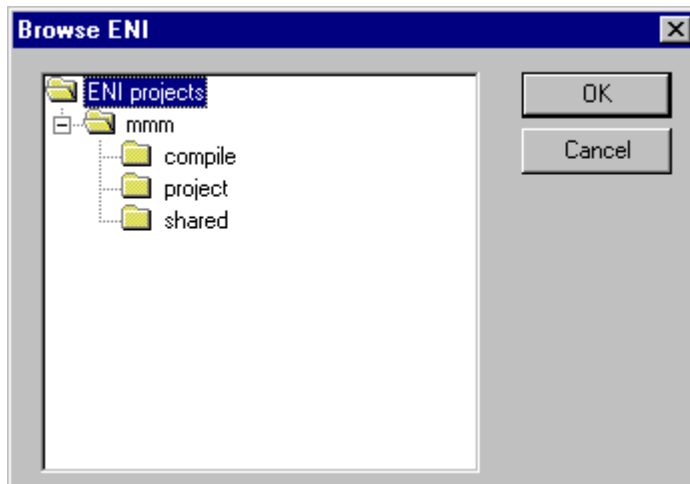 Browse ENI
ENI projects
OK
mmm
Cancel
compile
project
shared